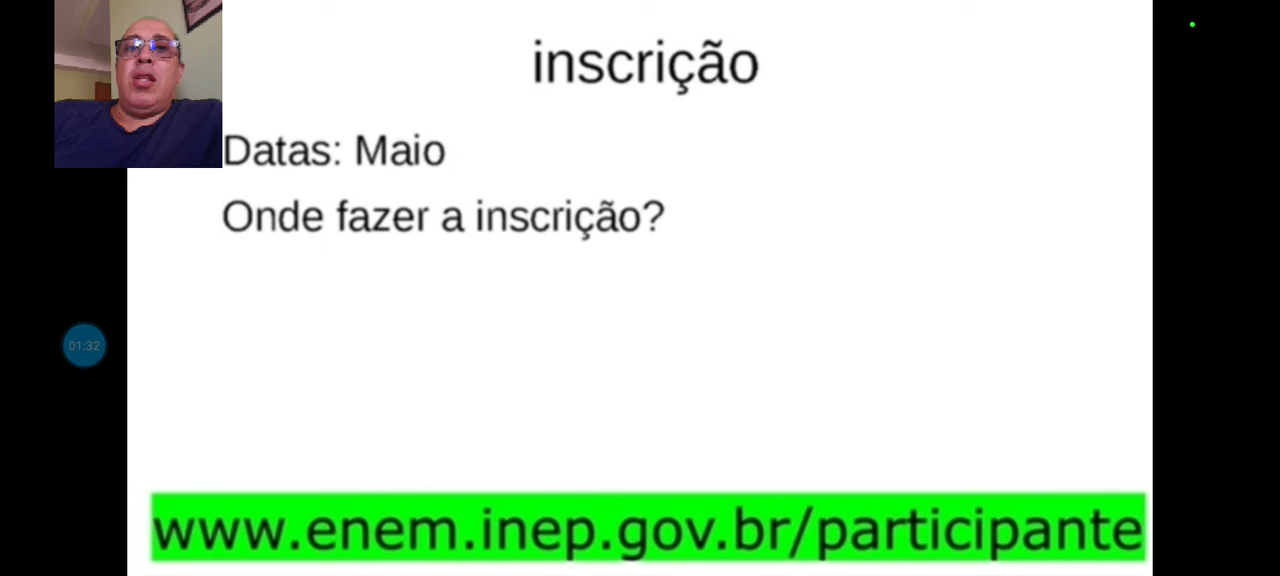 inscrição
Datas: Maio
Onde fazer a inscrição?
01:32
www.enem.inep.gov.br/participante